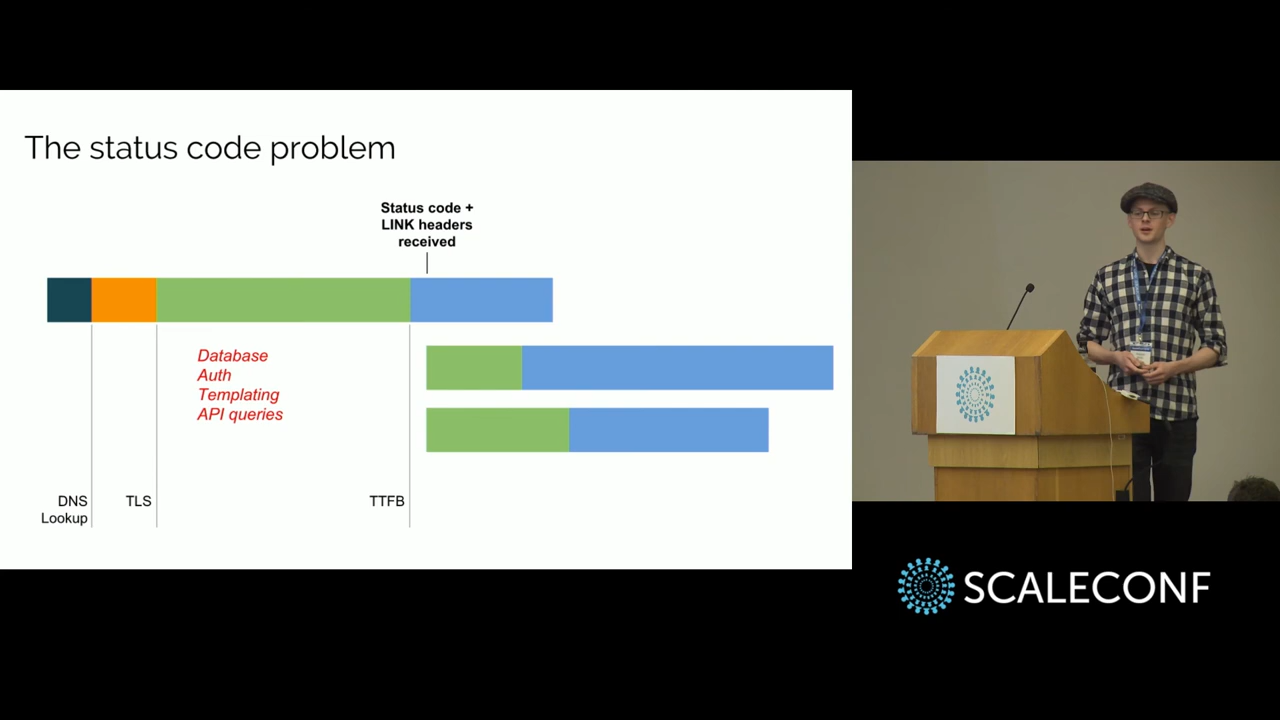 The status code problem
Status code +
LINK headers
received
Database
Auth
Templating
API queries
DNS
Lookup
TLS
TTFB
SCALECONF